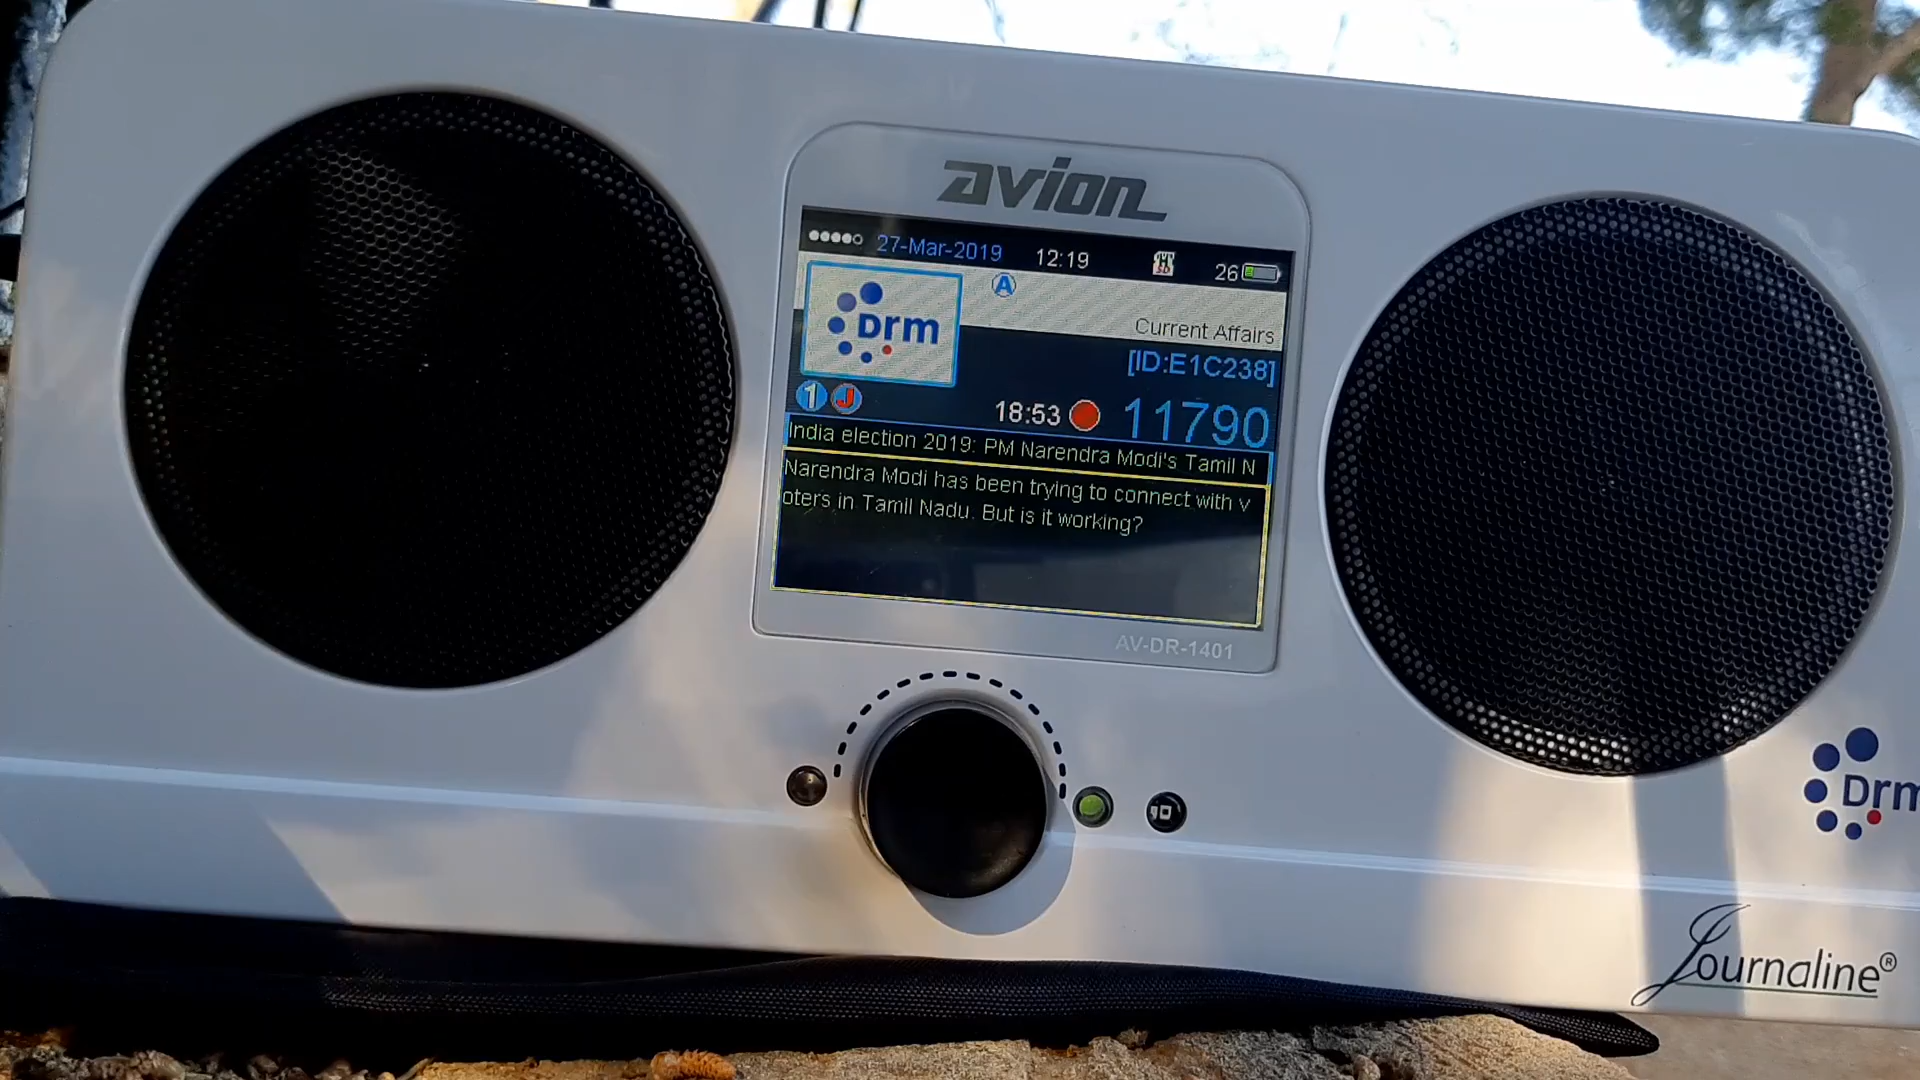 avion
27-Mar-2019 12:19 SD 26
A
Drm
Current Affairs
[ID:E1C238]
1 J 18:53 11790
India election 2019: PM Narendra Modi's Tamil N
Narendra Modi has been trying to connect with v
oters in Tamil Nadu. But is it working?
AV-DR-1401
Drm
Journaline®